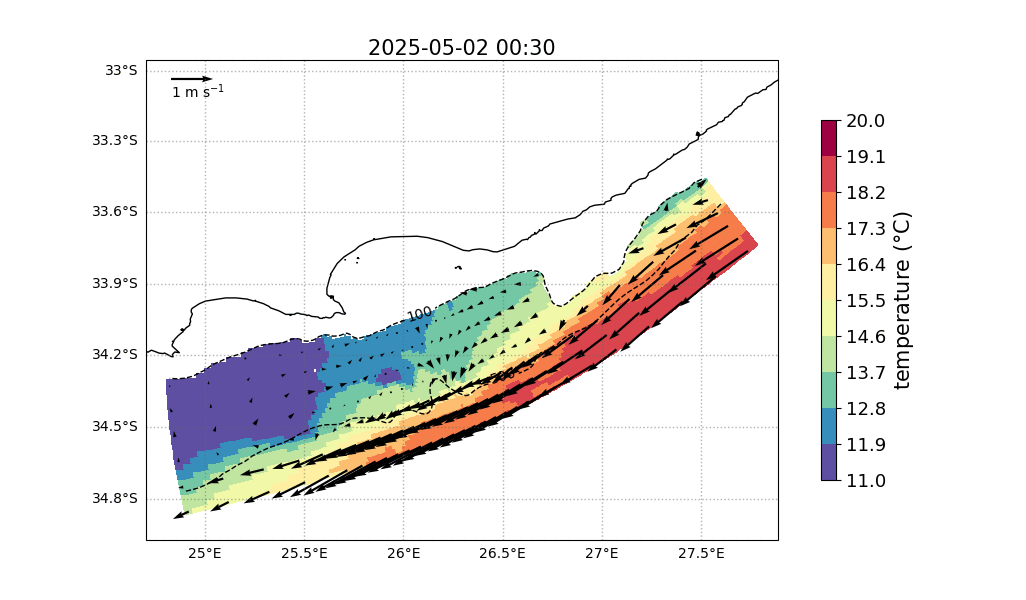 2025-05-02 00:30
1 m s⁻¹
33°S
33.3°S
33.6°S
33.9°S
34.2°S
34.5°S
34.8°S
25°E
25.5°E
26°E
26.5°E
27°E
27.5°E
100
20.0
19.1
18.2
17.3
16.4
15.5
14.6
13.7
12.8
11.9
11.0
temperature (°C)